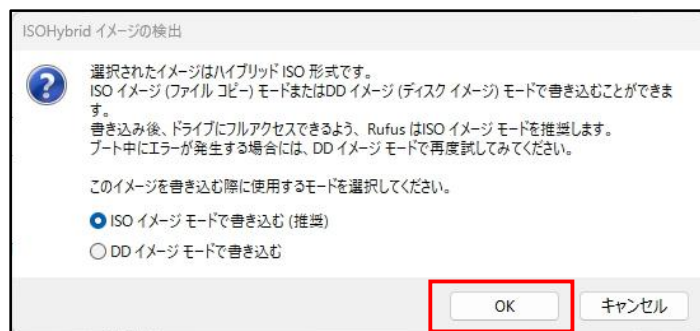 ISOHybrid イメージの検出
選択されたイメージはハイブリッド ISO 形式です。
ISO イメージ (ファイル コピー) モードまたはDD イメージ (ディスク イメージ) モードで書き込むことができま
す。
書き込み後、ドライブにフルアクセスできるよう、Rufus はISO イメージ モードを推奨します。
ブート中にエラーが発生する場合には、DD イメージ モードで再度試してみてください。
このイメージを書き込む際に使用するモードを選択してください。
ISO イメージ モードで書き込む (推奨)
DD イメージ モードで書き込む
OK キャンセル